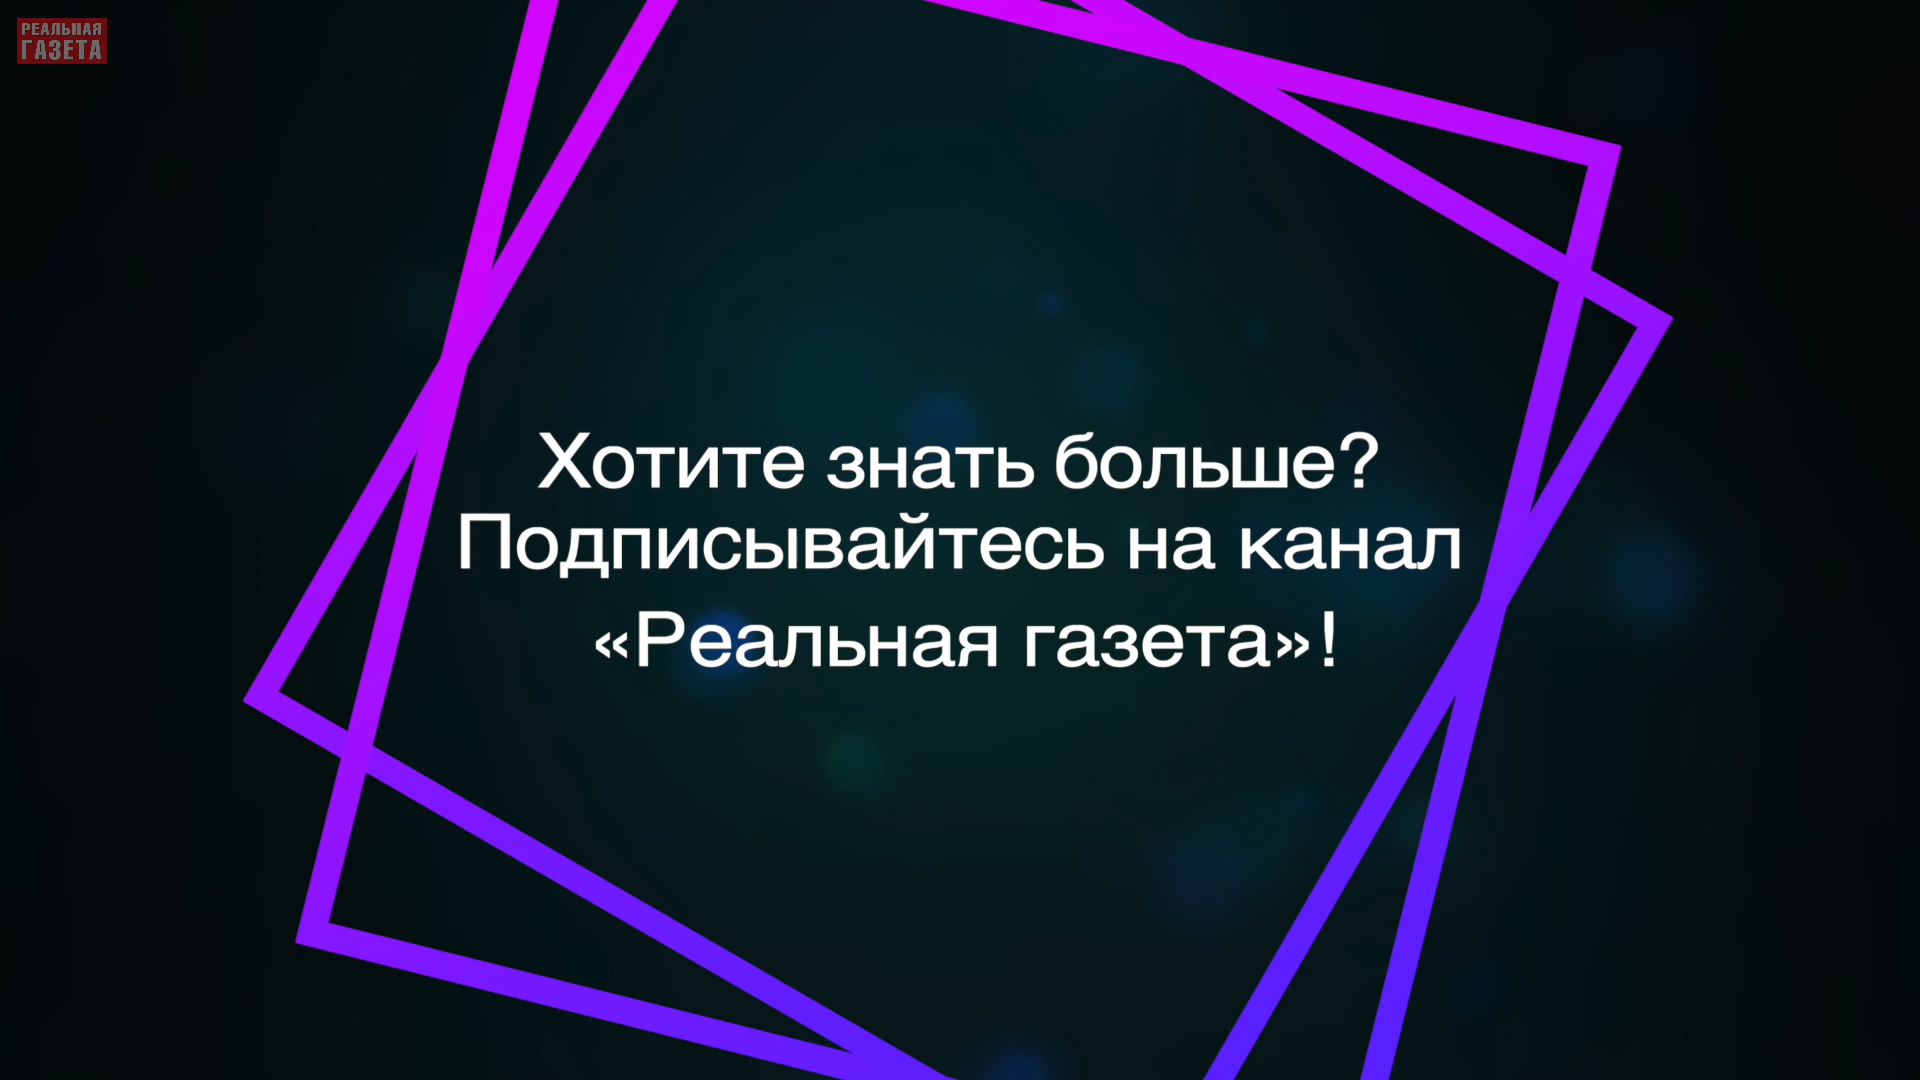 РЕАЛЬНАЯ
ГАЗЕТА
Хотите знать больше?
Подписывайтесь на канал
«Реальная газета»!